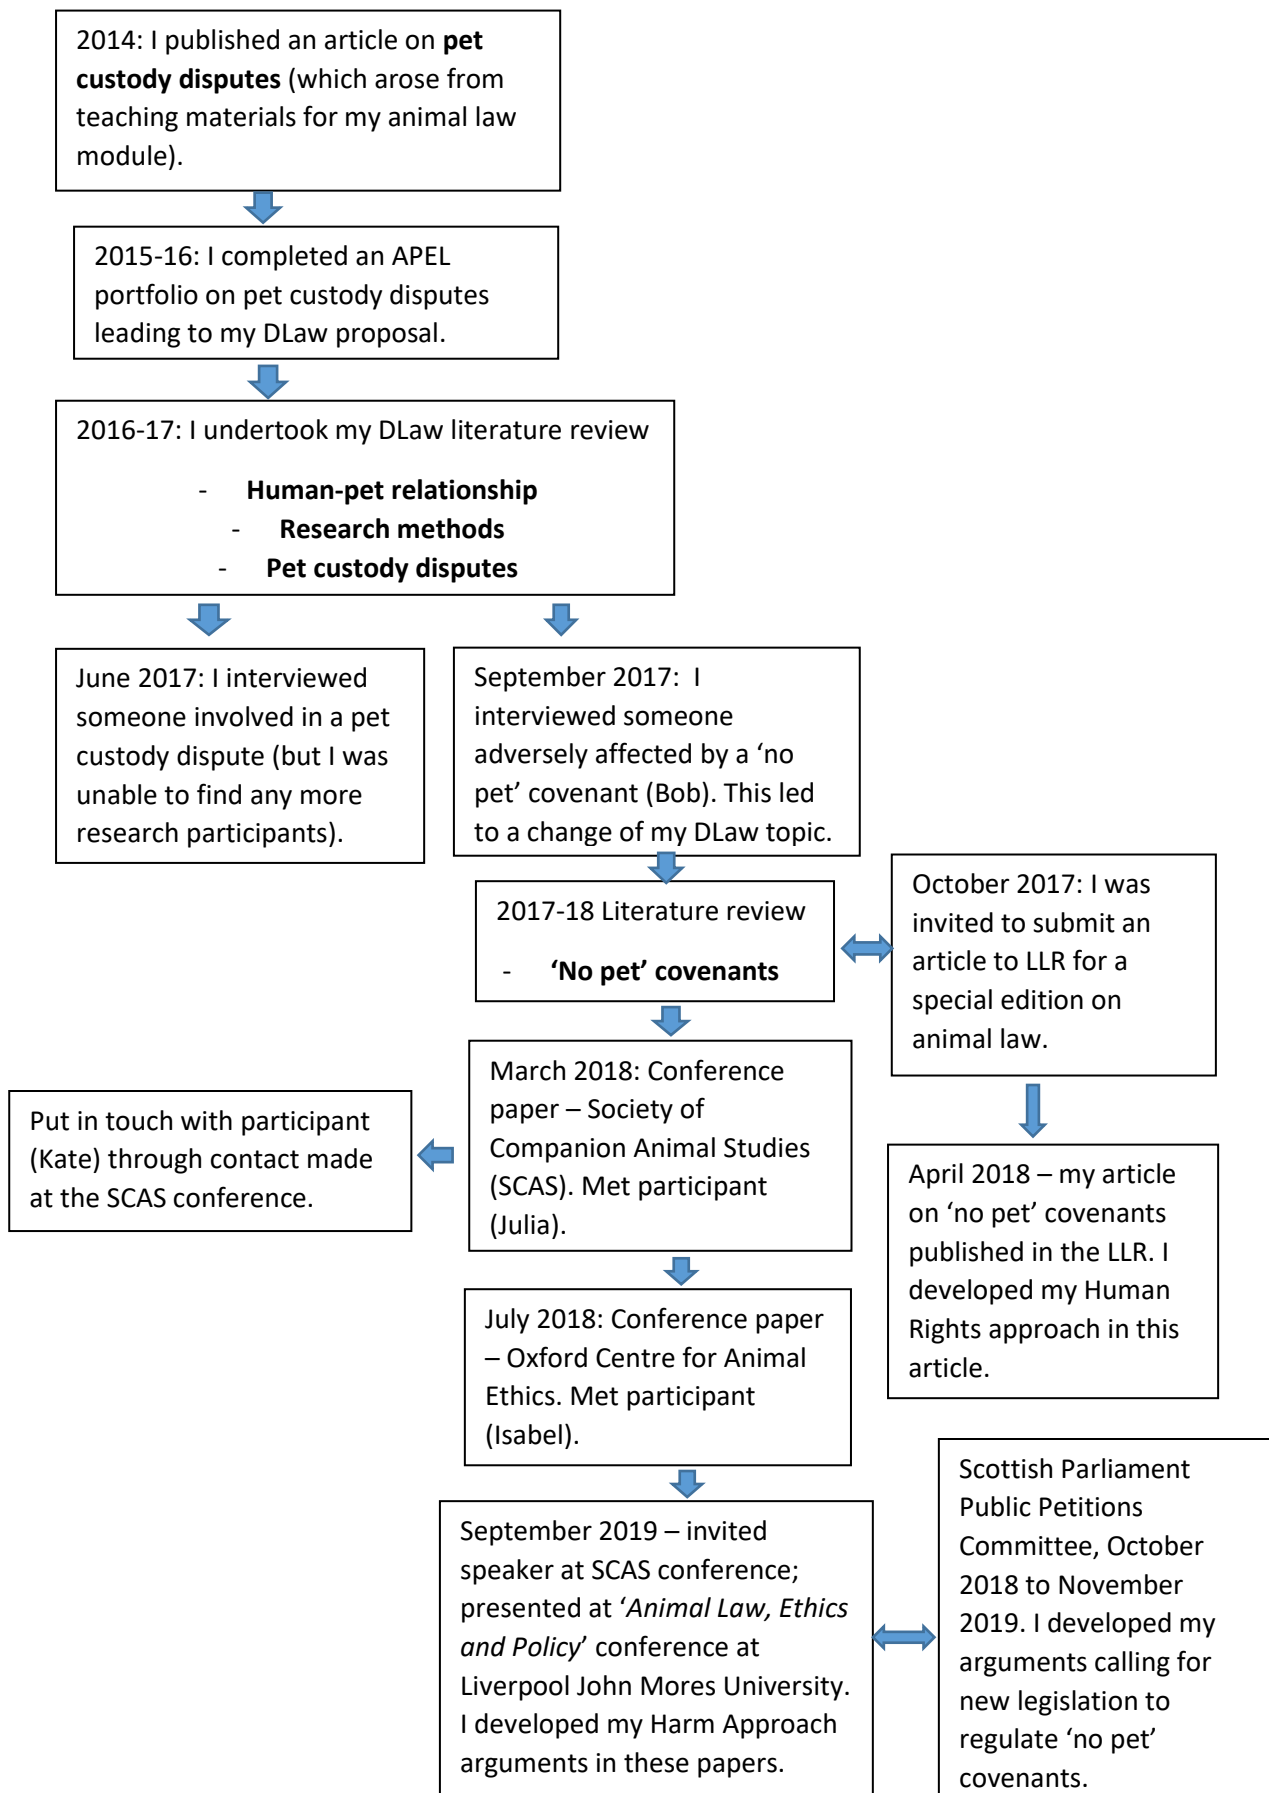 2014: I published an article on pet
custody disputes (which arose from
teaching materials for my animal law
module).
2015-16: I completed an APEL
portfolio on pet custody disputes
leading to my DLaw proposal.
2016-17: I undertook my DLaw literature review
- Human-pet relationship
- Research methods
- Pet custody disputes
June 2017: I interviewed
someone involved in a pet
custody dispute (but I was
unable to find any more
research participants).
September 2017: I
interviewed someone
adversely affected by a ‘no
pet’ covenant (Bob). This led
to a change of my DLaw topic.
2017-18 Literature review
- ‘No pet’ covenants
October 2017: I was
invited to submit an
article to LLR for a
special edition on
animal law.
March 2018: Conference
paper – Society of
Companion Animal Studies
(SCAS). Met participant
(Julia).
Put in touch with participant
(Kate) through contact made
at the SCAS conference.
April 2018 – my article
on ‘no pet’ covenants
published in the LLR. I
developed my Human
Rights approach in this
article.
July 2018: Conference paper
– Oxford Centre for Animal
Ethics. Met participant
(Isabel).
September 2019 – invited
speaker at SCAS conference;
presented at ‘Animal Law, Ethics
and Policy’ conference at
Liverpool John Mores University.
I developed my Harm Approach
arguments in these papers.
Scottish Parliament
Public Petitions
Committee, October
2018 to November
2019. I developed my
arguments calling for
new legislation to
regulate ‘no pet’
covenants.